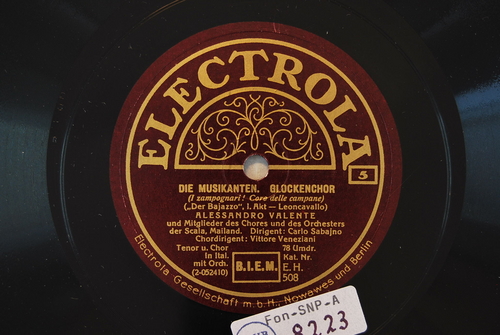 ELECTROLA
5
DIE MUSIKANTEN. GLOCKENCHOR
(I zampognari! Coro delle campane)
(„Der Bajazzo", I. Akt — Leoncavallo)
ALESSANDRO VALENTE
und Mitglieder des Chores und des Orchesters
der Scala, Mailand. Dirigent: Carlo Sabajno
Chordirigent: Vittore Veneziani
Tenor u. Chor
In Ital.
mit Orch.
(2-052410)
B.I.E.M.
78 Umdr.
Kat. Nr.
E. H.
508
Electrola Gesellschaft m. b. H., Nowawes und Berlin
Fon-SNP-A
8223